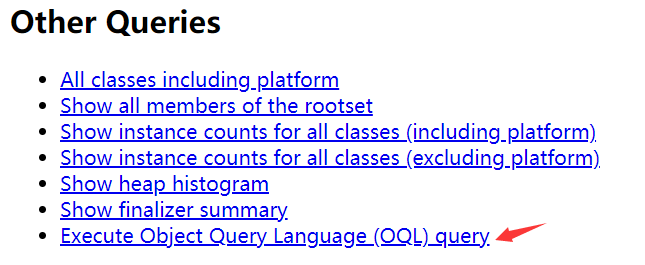 Other Queries
All classes including platform
Show all members of the rootset
Show instance counts for all classes (including platform)
Show instance counts for all classes (excluding platform)
Show heap histogram
Show finalizer summary
Execute Object Query Language (OQL) query